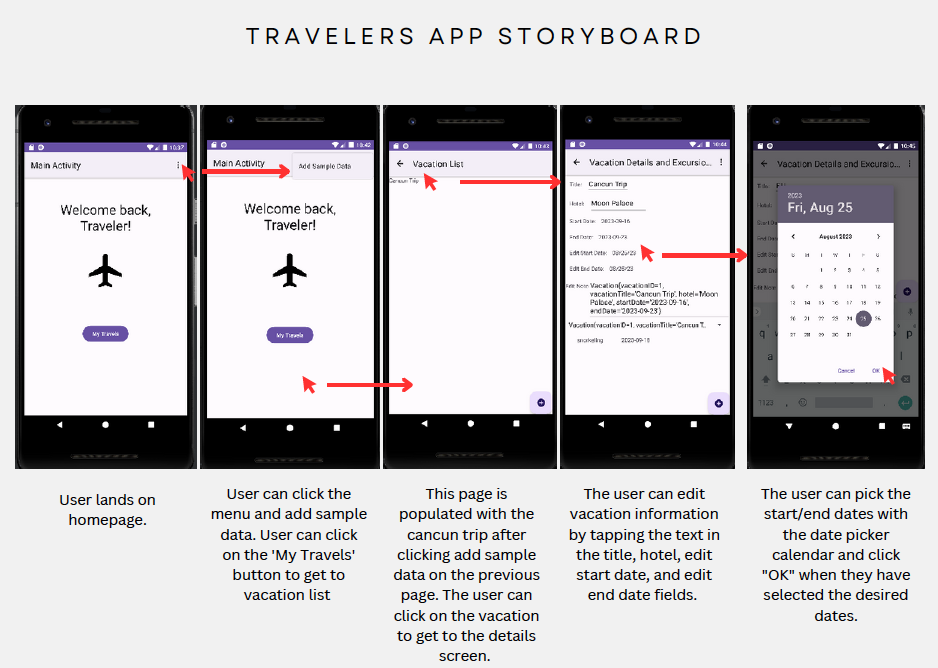 TRAVELERS APP STORYBOARD
10:37
Main Activity
Welcome back,
Traveler!
My Travels
10:42
Main Activity
Add Sample Data
Welcome back,
Traveler!
My Travels
10:43
Vacation List
Cancun Trip
10:44
Vacation Details and Excursio...
Title: Cancun Trip
Hotel: Moon Palace
Start Date: 2023-09-16
End Date: 2023-09-23
Edit Start Date: 08/25/23
Edit End Date: 08/25/23
Edit Note Vacation{vacationID=1,
vacationTitle='Cancun Trip', hotel='Moon
Palace', startDate='2023-09-16',
endDate='2023-09-23'}
Vacation{vacationID=1, vacationTitle='Cancun T...
snorkeling 2023-09-18
10:45
Vacation Details and Excursio...
Title:
Hotel:
2023
Fri, Aug 25
August 2023
S M T W T F S
1 2 3 4 5
6 7 8 9 10 11 12
13 14 15 16 17 18 19
20 21 22 23 24 25 26
27 28 29 30 31
Cancel OK
q
p
a
l
?123 ,
User lands on
homepage.
User can click the
menu and add sample
data. User can click
on the 'My Travels'
button to get to
vacation list
This page is
populated with the
cancun trip after
clicking add sample
data on the previous
page. The user can
click on the vacation
to get to the details
screen.
The user can edit
vacation information
by tapping the text in
the title, hotel, edit
start date, and edit
end date fields.
The user can pick the
start/end dates with
the date picker
calendar and click
"OK" when they have
selected the desired
dates.